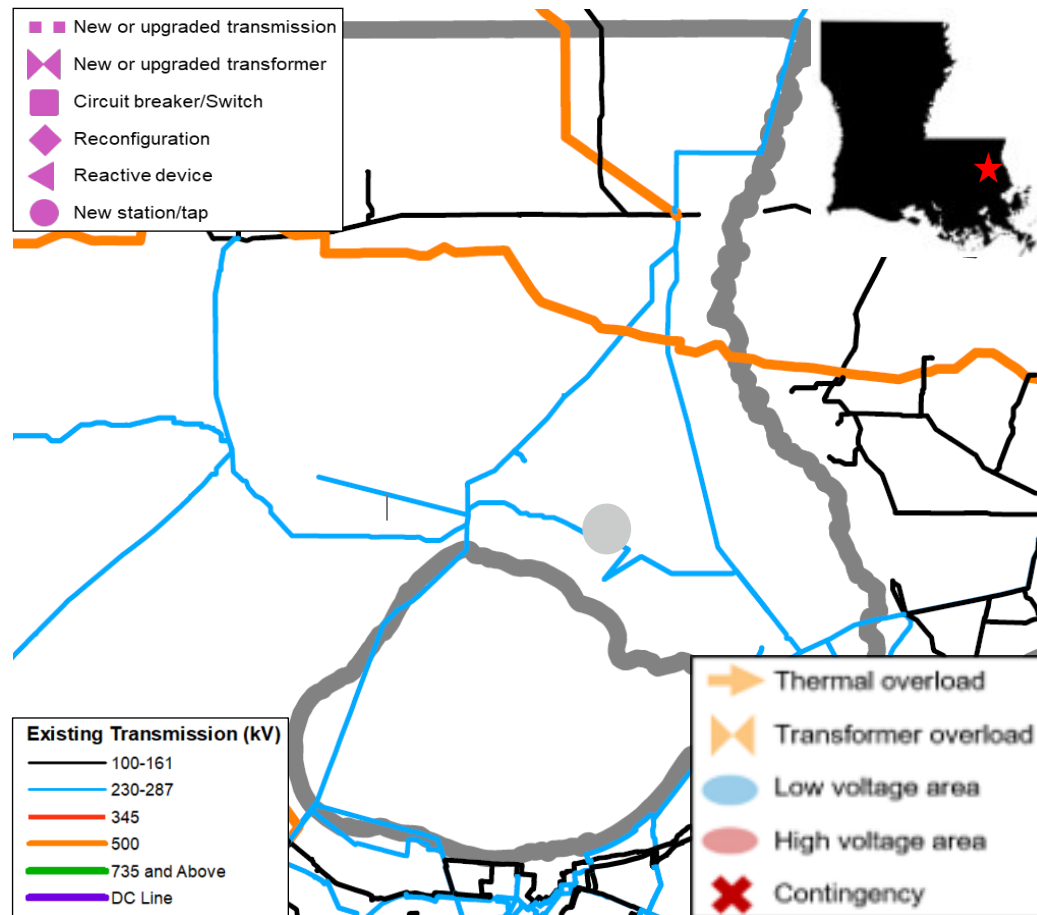 New or upgraded transmission
New or upgraded transformer
Circuit breaker/Switch
Reconfiguration
Reactive device
New station/tap
Existing Transmission (kV)
100-161
230-287
345
500
735 and Above
DC Line
Thermal overload
Transformer overload
Low voltage area
High voltage area
Contingency